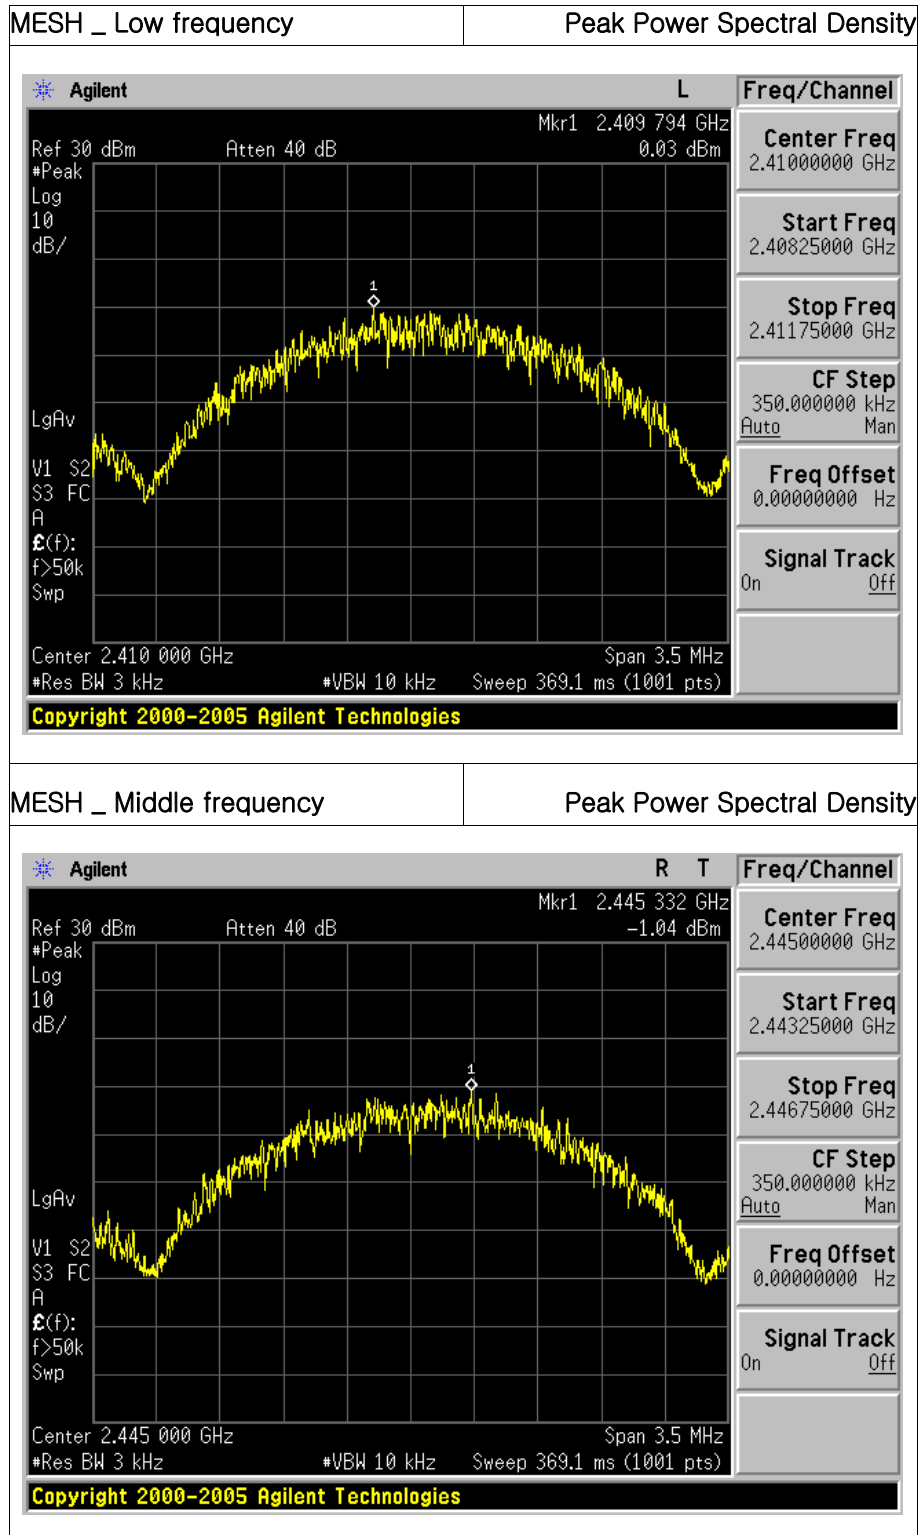 MESH _ Low frequency Peak Power Spectral Density
Agilent L Freq/Channel
Mkr1 2.409 794 GHz
Ref 30 dBm Atten 40 dB 0.03 dBm
#Peak
Log
10
dB/
1
LgAv
V1 S2
S3 FC
A
£(f):
f>50k
Swp
Center 2.410 000 GHz Span 3.5 MHz
#Res BW 3 kHz #VBW 10 kHz Sweep 369.1 ms (1001 pts)
Center Freq
2.41000000 GHz
Start Freq
2.40825000 GHz
Stop Freq
2.41175000 GHz
CF Step
350.000000 kHz
Auto Man
Freq Offset
0.00000000 Hz
Signal Track
On Off
Copyright 2000-2005 Agilent Technologies
MESH _ Middle frequency Peak Power Spectral Density
Agilent R T Freq/Channel
Mkr1 2.445 332 GHz
Ref 30 dBm Atten 40 dB -1.04 dBm
#Peak
Log
10
dB/
1
LgAv
V1 S2
S3 FC
A
£(f):
f>50k
Swp
Center 2.445 000 GHz Span 3.5 MHz
#Res BW 3 kHz #VBW 10 kHz Sweep 369.1 ms (1001 pts)
Center Freq
2.44500000 GHz
Start Freq
2.44325000 GHz
Stop Freq
2.44675000 GHz
CF Step
350.000000 kHz
Auto Man
Freq Offset
0.00000000 Hz
Signal Track
On Off
Copyright 2000-2005 Agilent Technologies